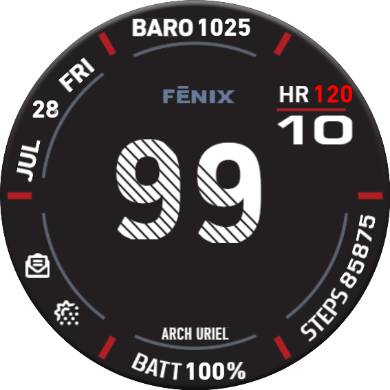 BARO 1025
JUL 28 FRI
FĒNIX
HR 120
10
99
STEPS 85875
ARCH URIEL
BATT 100%